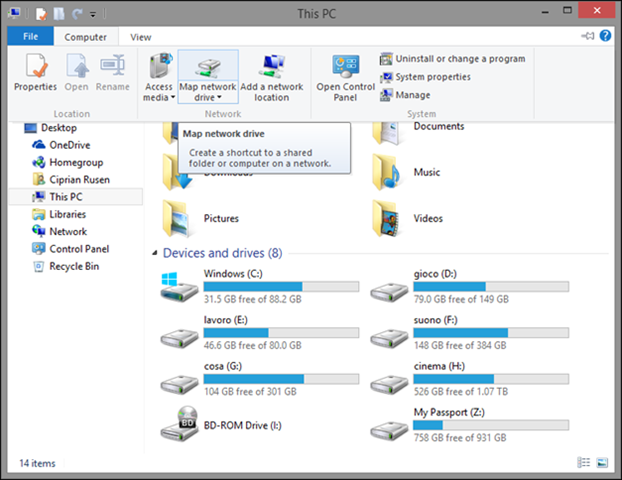 This PC
File
Computer
View
Properties
Open
Rename
Access media
Map network drive
Add a network location
Open Control Panel
Uninstall or change a program
System properties
Manage
Location
Network
System
Map network drive
Create a shortcut to a shared
folder or computer on a network.
Desktop
OneDrive
Homegroup
Ciprian Rusen
This PC
Libraries
Network
Control Panel
Recycle Bin
Documents
Downloads
Music
Pictures
Videos
Devices and drives (8)
Windows (C:)
31.5 GB free of 88.2 GB
gioco (D:)
79.0 GB free of 149 GB
lavoro (E:)
46.6 GB free of 80.0 GB
suono (F:)
148 GB free of 384 GB
cosa (G:)
104 GB free of 301 GB
cinema (H:)
526 GB free of 1.07 TB
BD
BD-ROM Drive (I:)
My Passport (Z:)
758 GB free of 931 GB
14 items